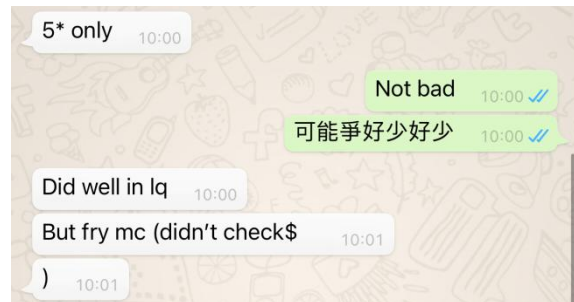 5* only 10:00
Not bad 10:00
可能爭好少好少 10:00
Did well in lq 10:00
But fry mc (didn't check$ 10:01
) 10:01